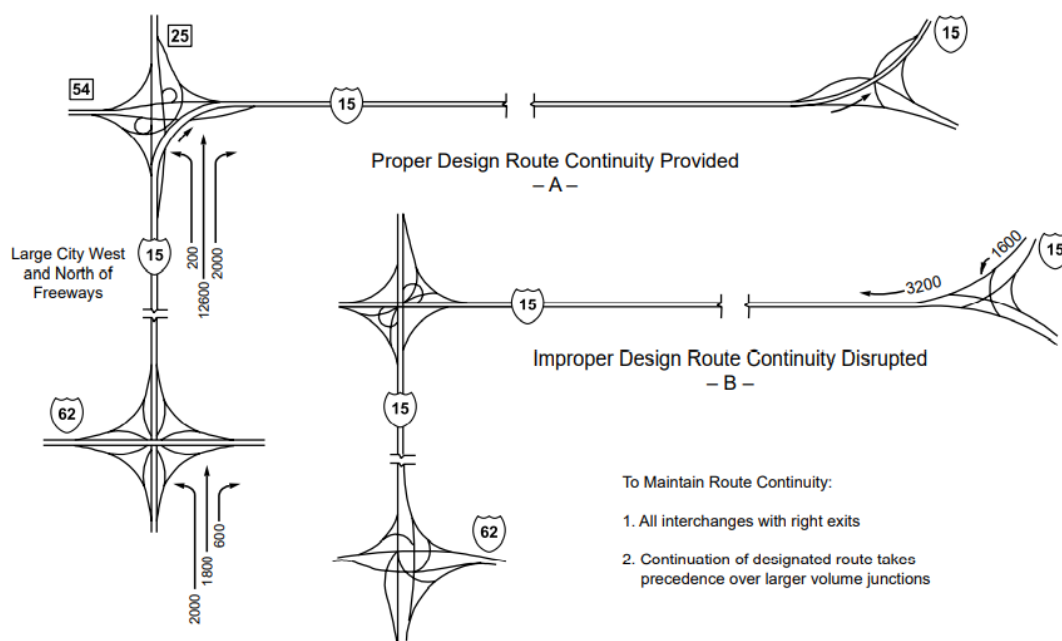 25
54
15
15
Proper Design Route Continuity Provided
– A –
200
12600
2000
Large City West
and North of
Freeways
15
1600
3200
15
15
Improper Design Route Continuity Disrupted
– B –
15
62
2000
1800
600
62
To Maintain Route Continuity:
1. All interchanges with right exits
2. Continuation of designated route takes
precedence over larger volume junctions